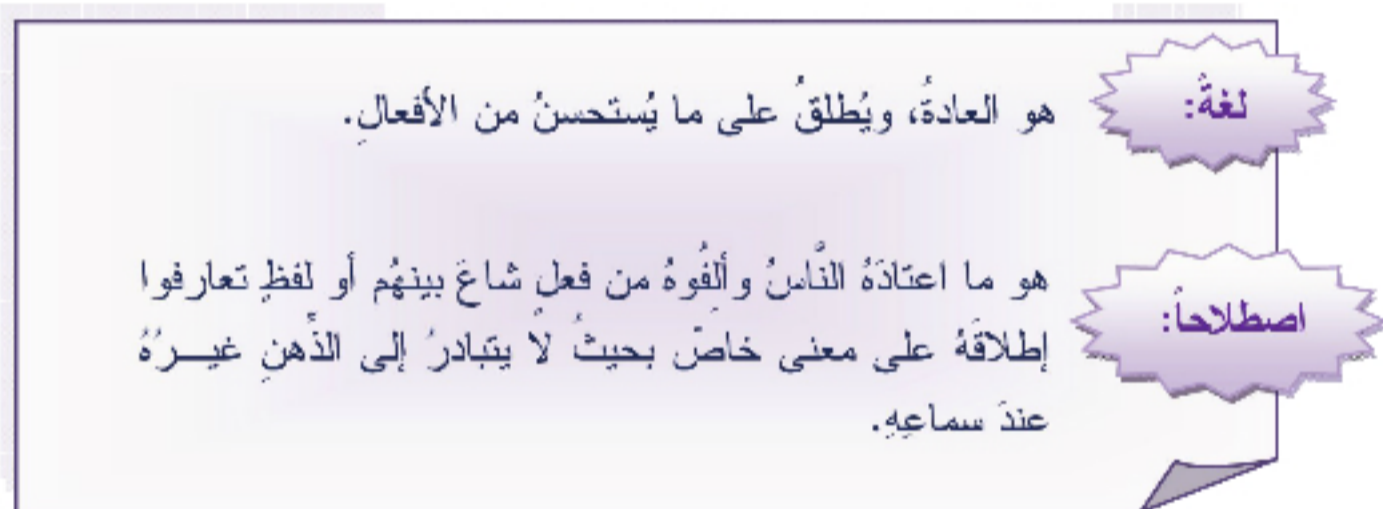 لغةً:
هو العادةُ، ويُطلقُ على ما يُستحسنُ من الأفعالِ.
اصطلاحاً:
هو ما اعتادَهُ النَّاسُ وألِفُوهُ من فعلٍ شاعَ بينهُم أو لفظٍ تعارفوا
إطلاقَهُ على معنى خاصّ بحيثُ لا يتبادرُ إلى الذّهنِ غيـــرُهُ
عندَ سماعِهِ.